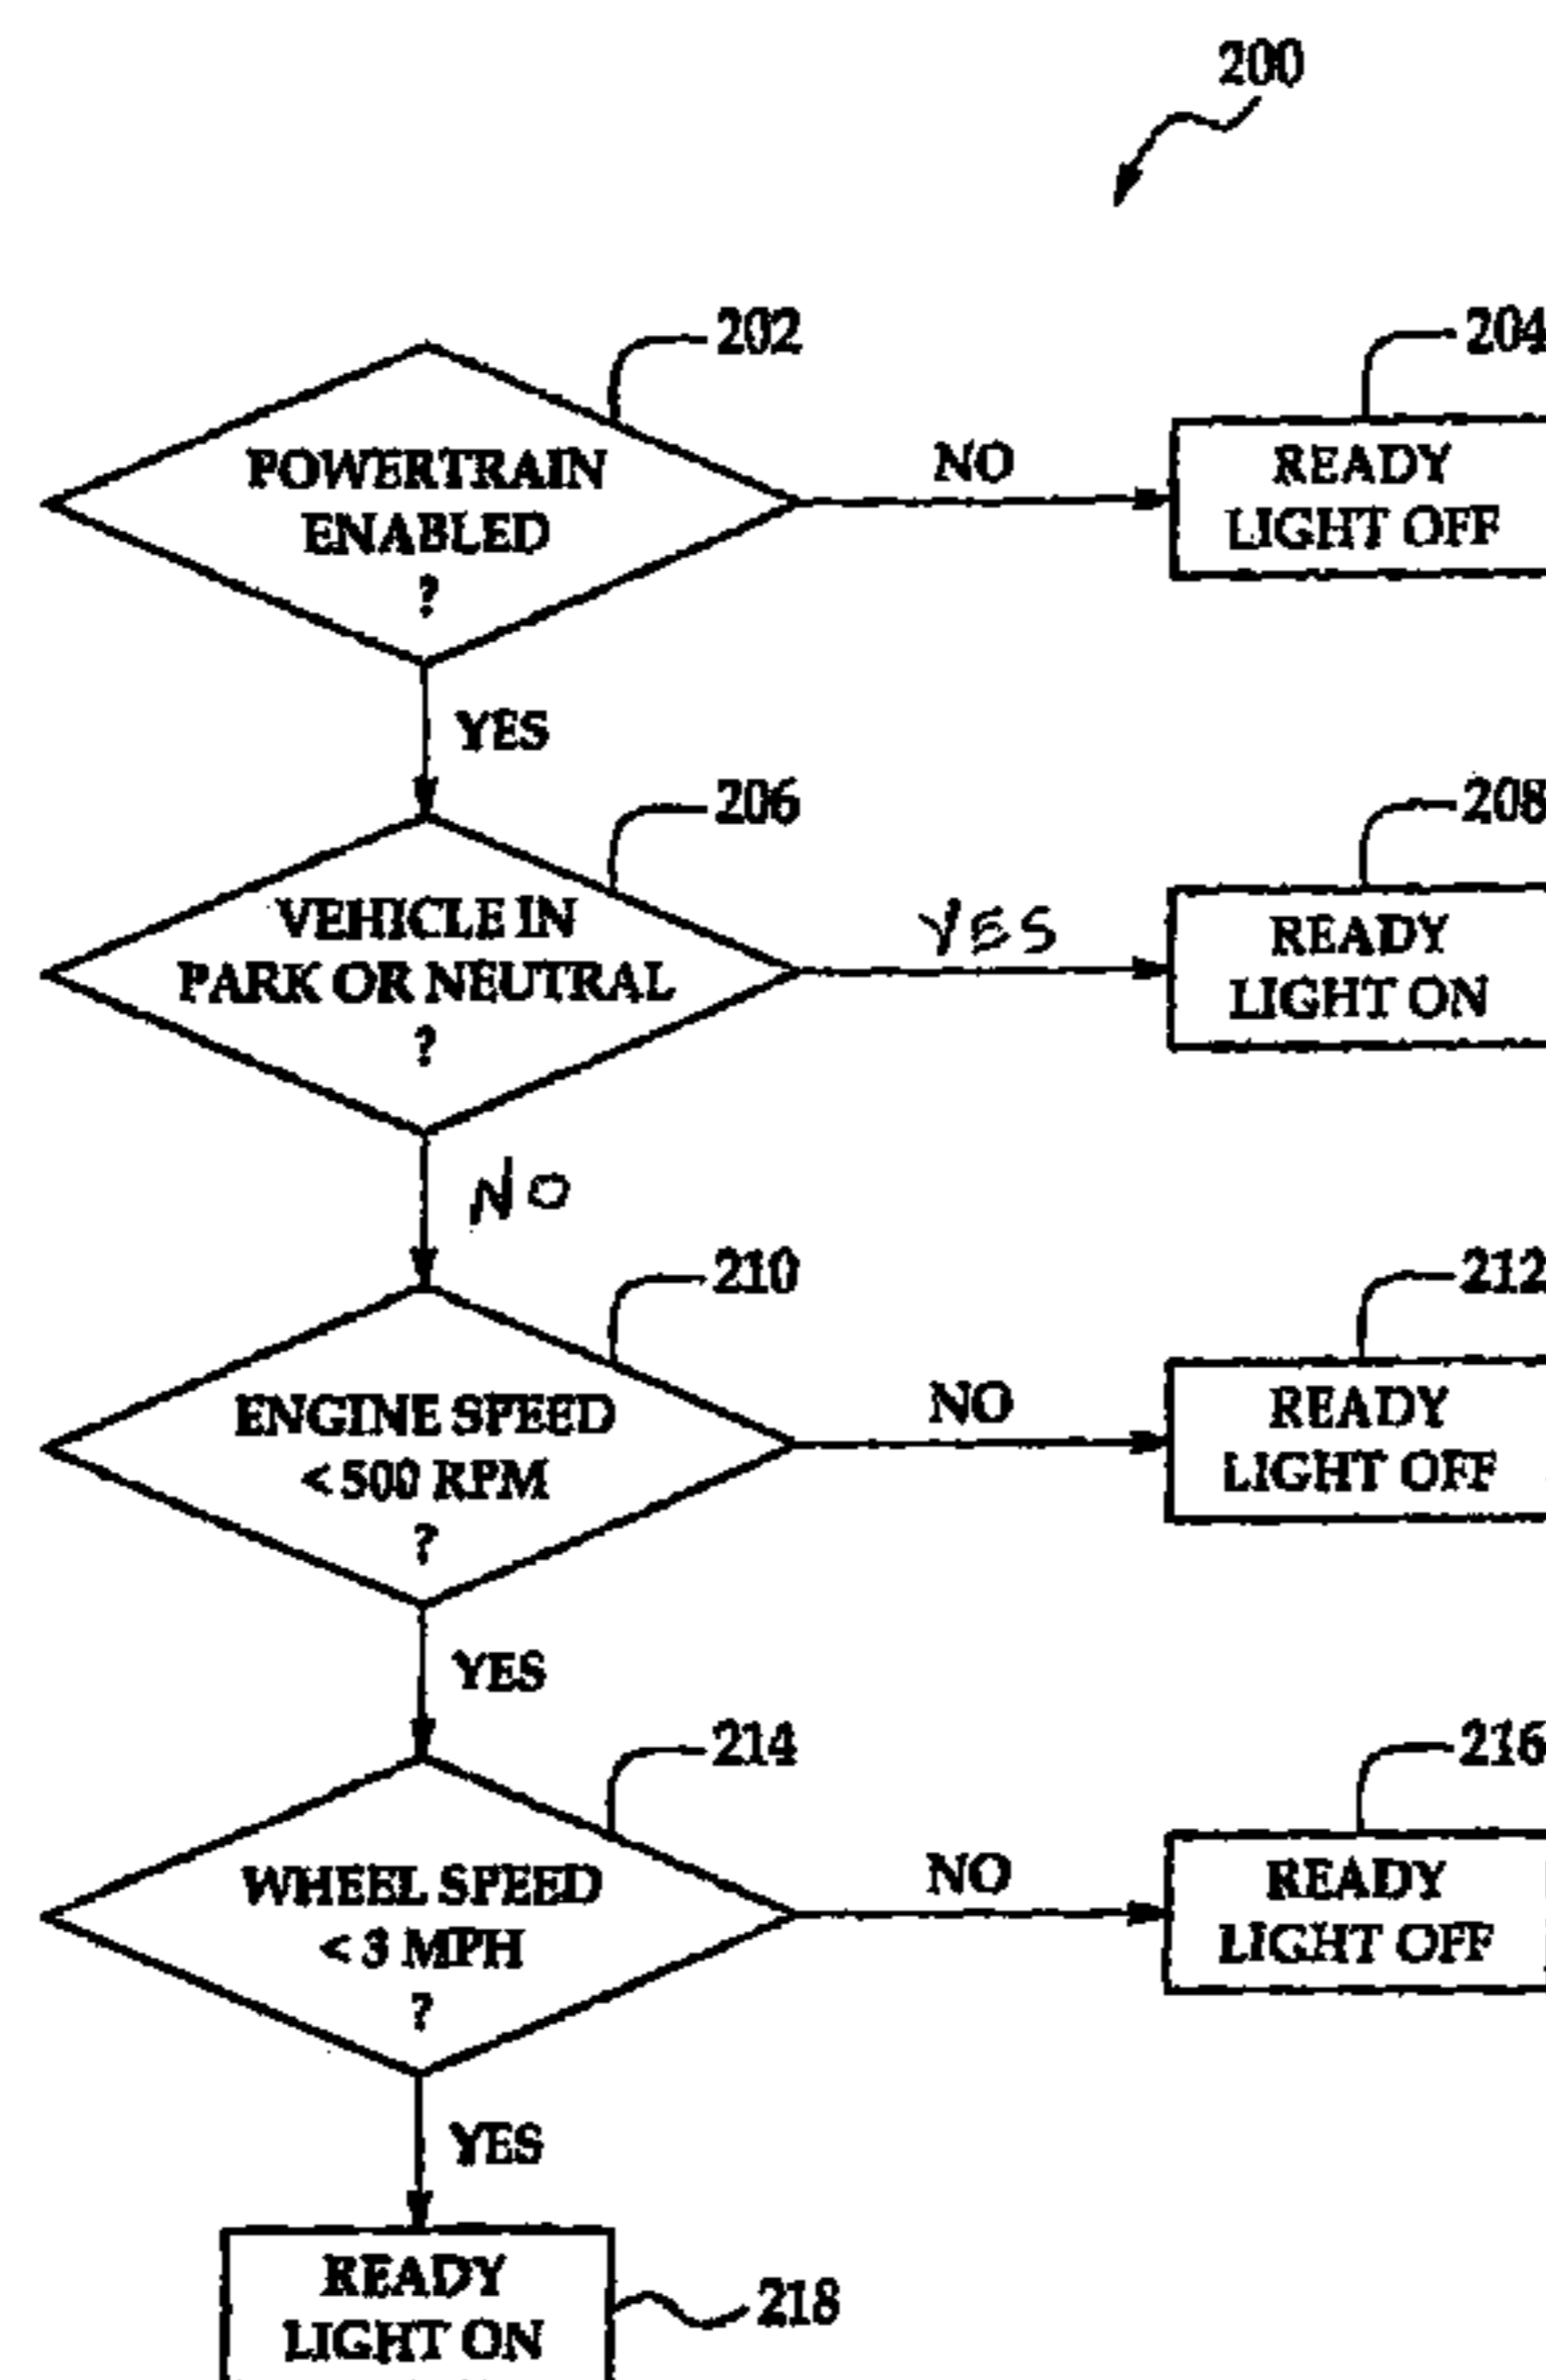 200
202
POWERTRAIN
ENABLED
?
NO
204
READY
LIGHT OFF
YES
206
VEHICLE IN
PARK OR NEUTRAL
?
YES
208
READY
LIGHT ON
NO
210
ENGINE SPEED
< 500 RPM
?
NO
212
READY
LIGHT OFF
YES
214
WHEEL SPEED
< 3 MPH
?
NO
216
READY
LIGHT OFF
YES
READY
LIGHT ON
218